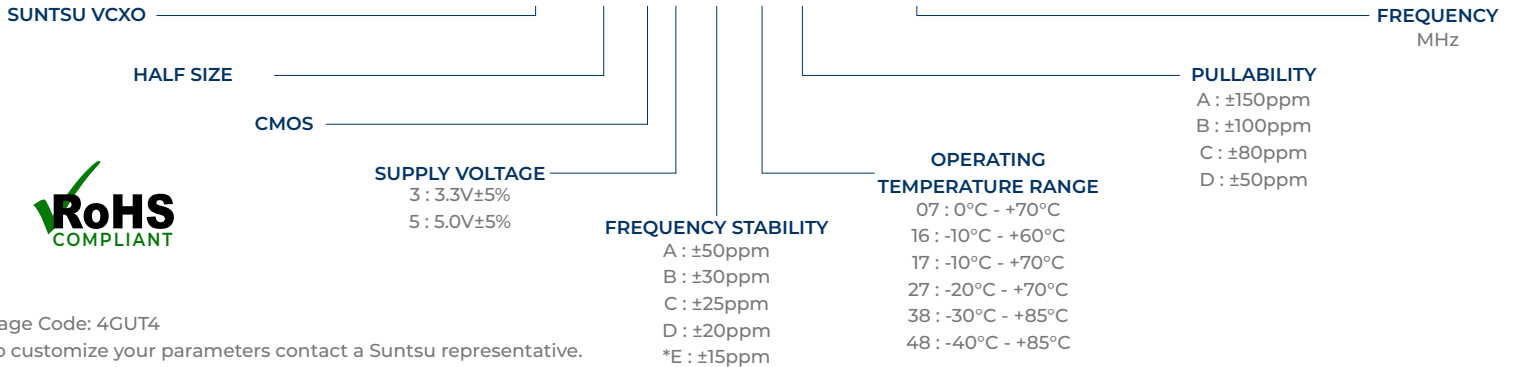 SUNTSU VCXO
FREQUENCY
MHz
HALF SIZE
PULLABILITY
A : ±150ppm
B : ±100ppm
C : ±80ppm
D : ±50ppm
CMOS
SUPPLY VOLTAGE
3 : 3.3V±5%
5 : 5.0V±5%
OPERATING
TEMPERATURE RANGE
07 : 0°C - +70°C
16 : -10°C - +60°C
17 : -10°C - +70°C
27 : -20°C - +70°C
38 : -30°C - +85°C
48 : -40°C - +85°C
FREQUENCY STABILITY
A : ±50ppm
B : ±30ppm
C : ±25ppm
D : ±20ppm
*E : ±15ppm
RoHS
COMPLIANT
age Code: 4GUT4
o customize your parameters contact a Suntsu representative.